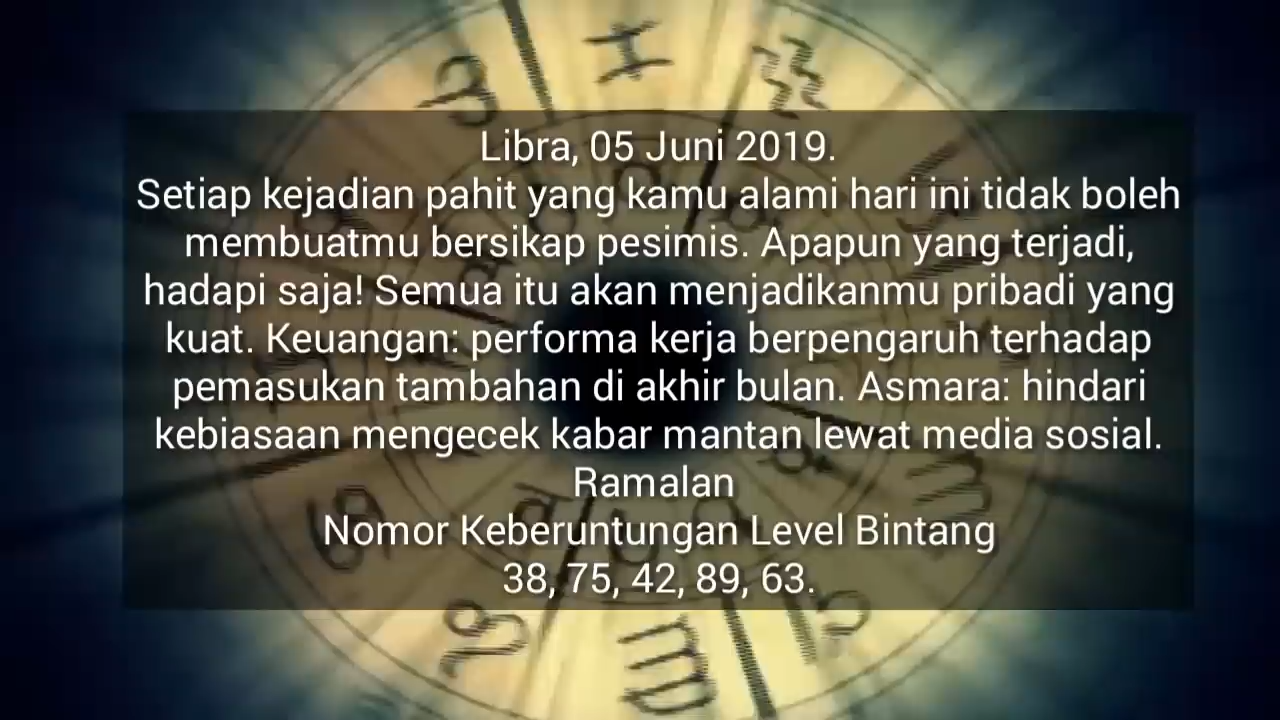 Libra, 05 Juni 2019.
Setiap kejadian pahit yang kamu alami hari ini tidak boleh
membuatmu bersikap pesimis. Apapun yang terjadi,
hadapi saja! Semua itu akan menjadikanmu pribadi yang
kuat. Keuangan: performa kerja berpengaruh terhadap
pemasukan tambahan di akhir bulan. Asmara: hindari
kebiasaan mengecek kabar mantan lewat media sosial.
Ramalan
Nomor Keberuntungan Level Bintang
38, 75, 42, 89, 63.